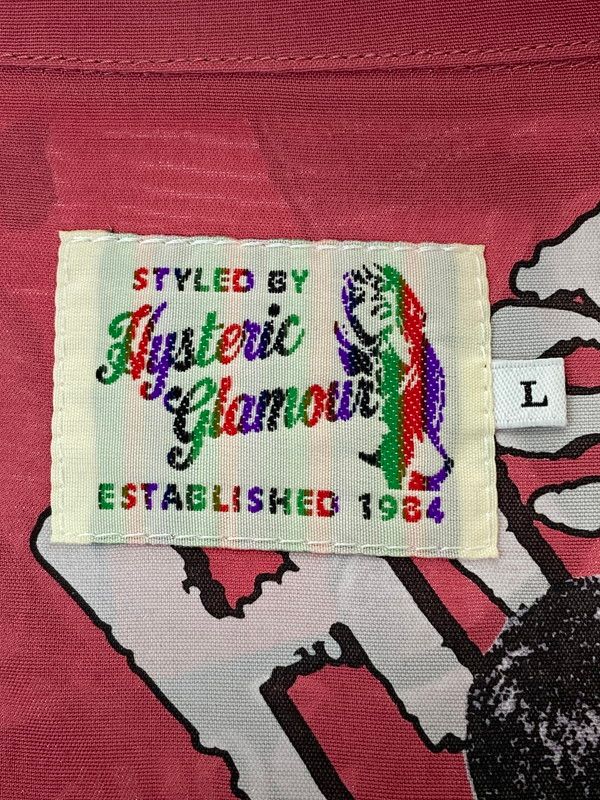 STYLED BY
Hysteric
Glamour
ESTABLISHED 1984
L